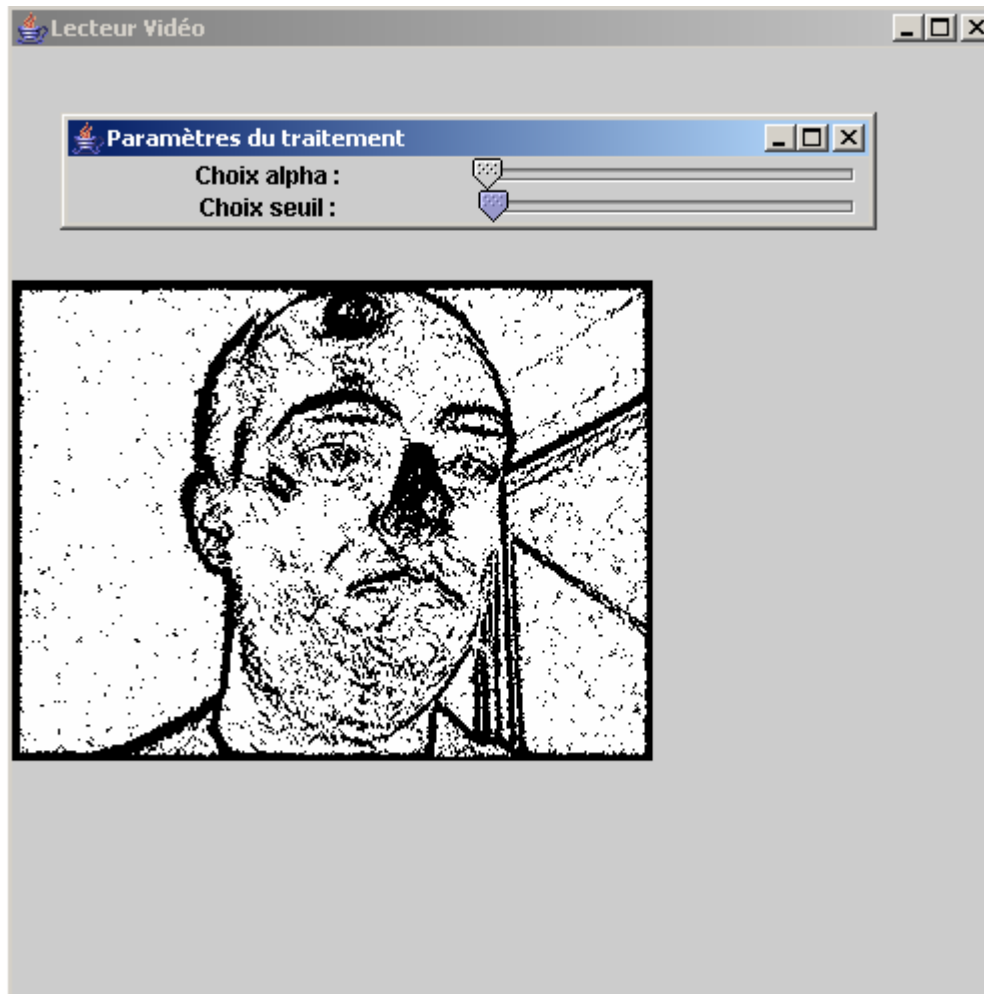 Lecteur Vidéo
Paramètres du traitement
Choix alpha :
Choix seuil :